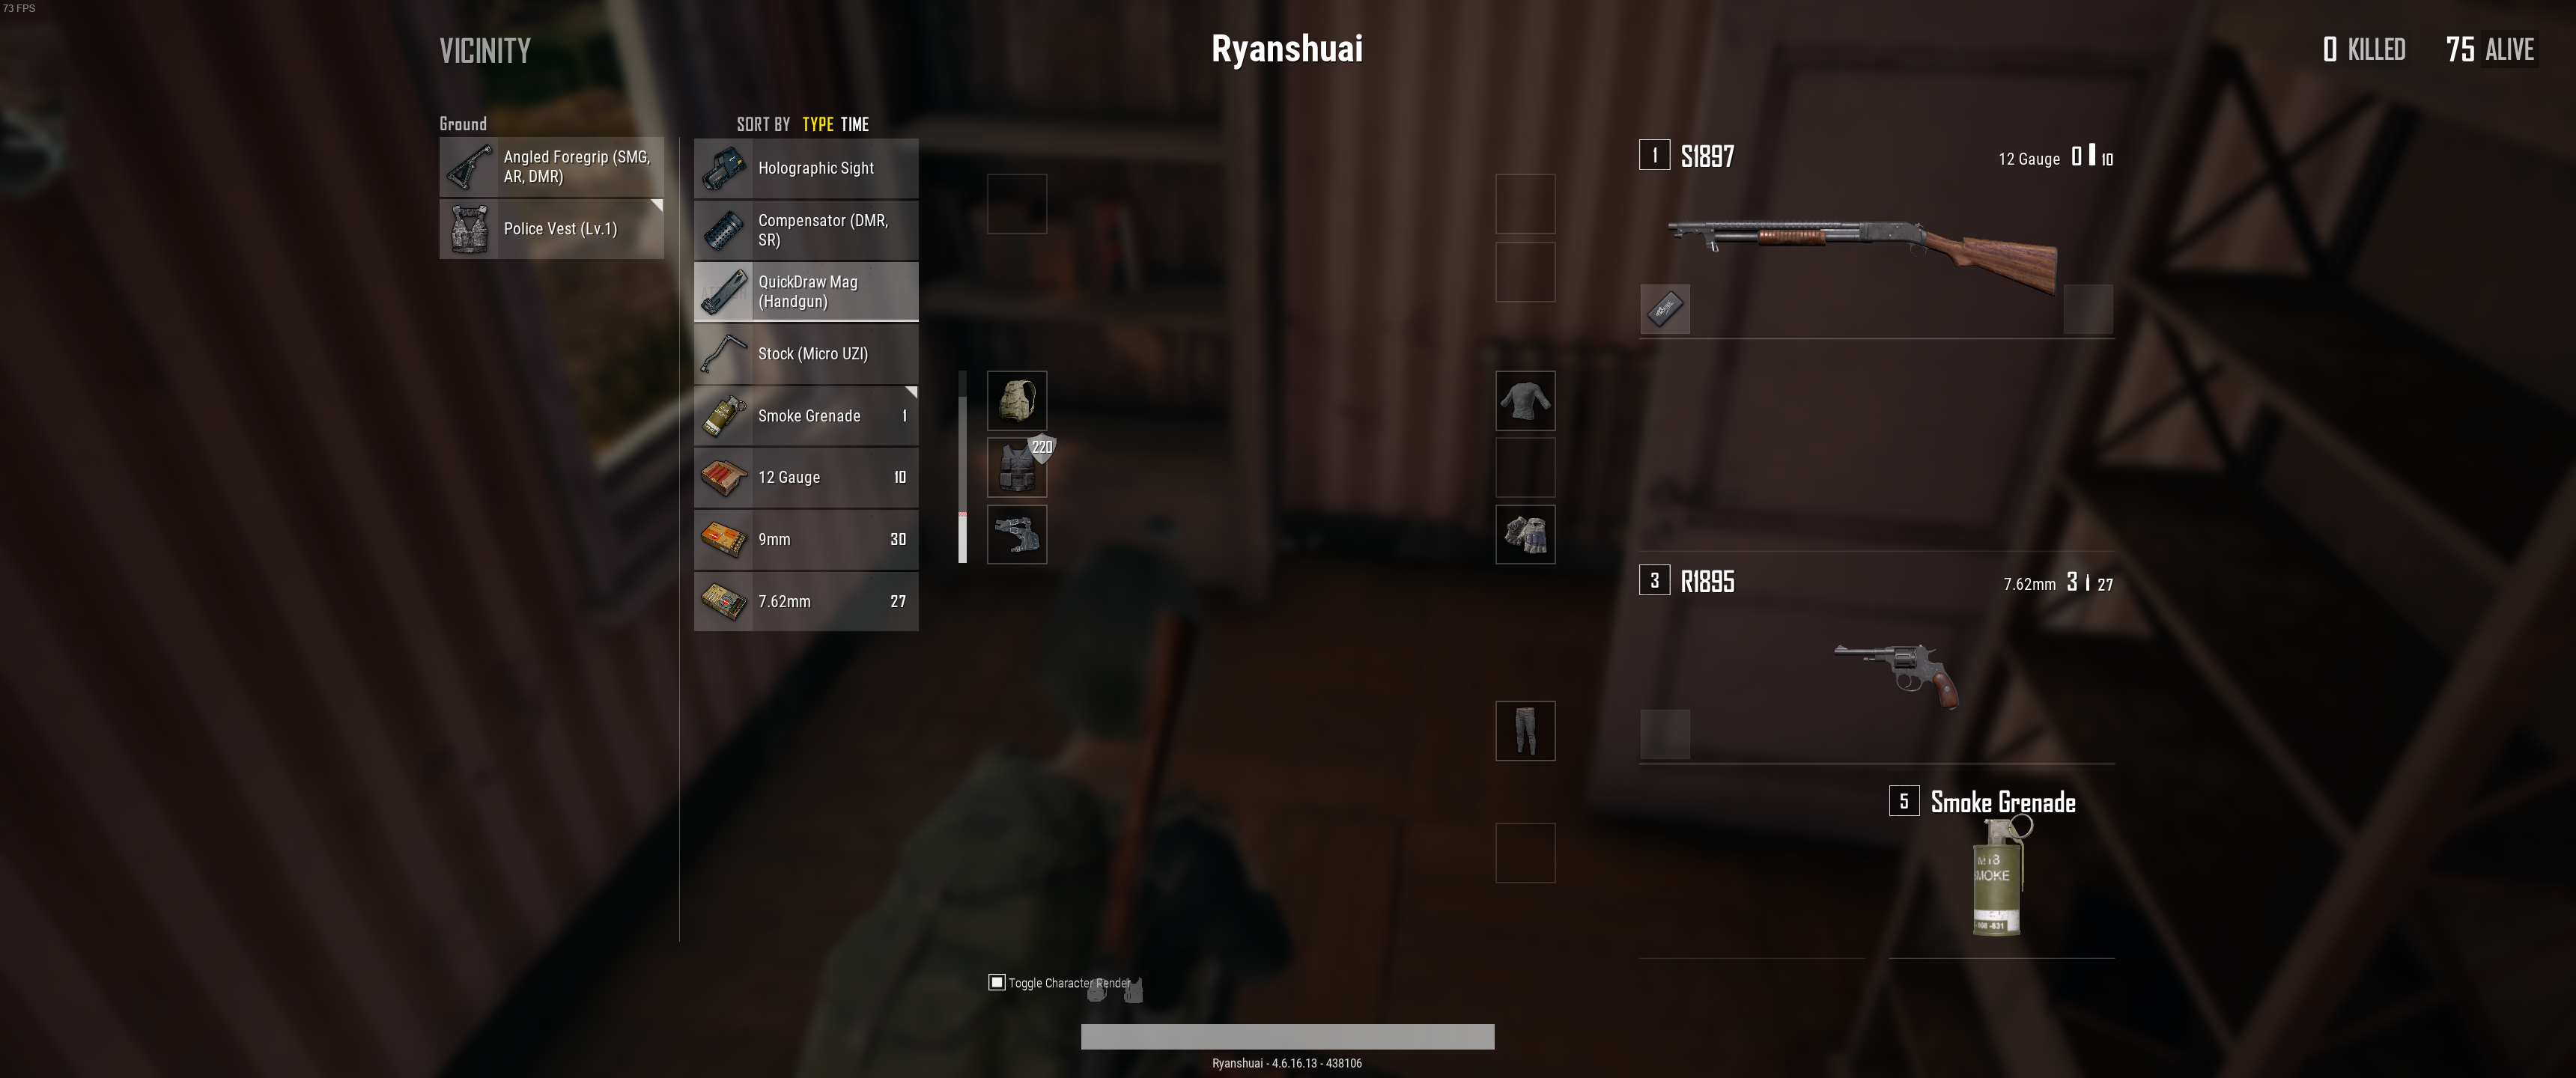 73 FPS
VICINITY
Ryanshuai
0 KILLED 75 ALIVE
Ground
Angled Foregrip (SMG,
AR, DMR)
Police Vest (Lv.1)
SORT BY TYPE TIME
Holographic Sight
Compensator (DMR,
SR)
QuickDraw Mag
(Handgun)
Stock (Micro UZI)
Smoke Grenade 1
12 Gauge 10
9mm 30
7.62mm 27
220
1 S1897 12 Gauge 0 10
3 R1895 7.62mm 3 27
5 Smoke Grenade
M18
SMOKE
Toggle Character Render
Ryanshuai - 4.6.16.13 - 438106